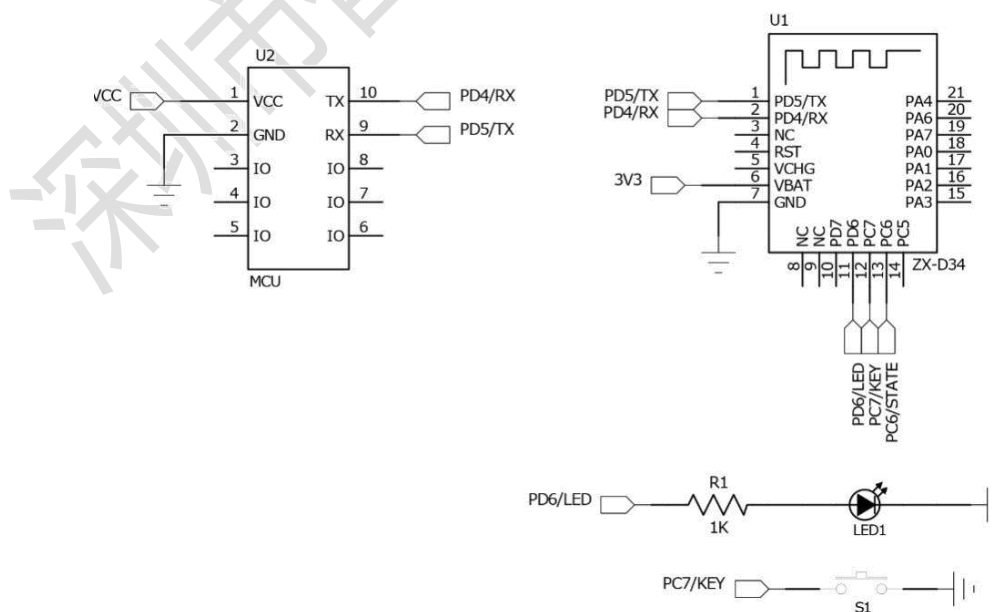 深圳市
U2
VCC
1 VCC TX 10 PD4/RX
2 GND RX 9 PD5/TX
3 IO 8
4 IO IO 7
5 IO IO 6
MCU
U1
PD5/TX 1 PD5/TX PA4 21
PD4/RX 2 PD4/RX PA6 20
3 NC PA7 19
4 RST PA0 18
5 VCHG PA1 17
3V3 6 VBAT PA2 16
7 GND PA3 15
NC NC PD7 PD6 PC7 PC6 PC5
8 9 10 11 12 13 14
ZX-D34
PD6/LED
PC7/KEY
PC6/STATE
PD6/LED R1 1K LED1
PC7/KEY S1